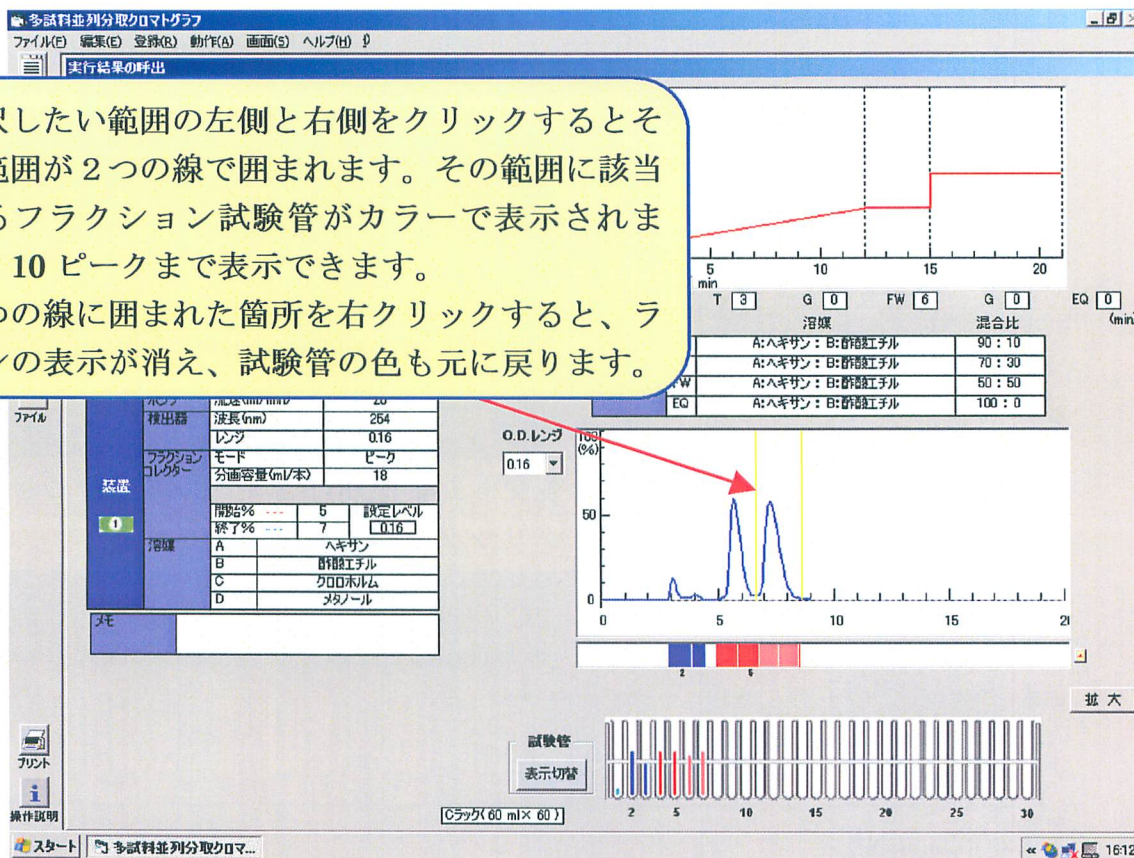 多試料並列分取クロマトグラフ
ファイル(F) 編集(E) 登録(R) 動作(A) 画面(S) ヘルプ(H)
実行結果の呼出
したい範囲の左側と右側をクリックするとそ
範囲が2つの線で囲まれます。その範囲に該当
るフラクション試験管がカラーで表示されま
10 ピークまで表示できます。
つの線に囲まれた箇所を右クリックすると、ラ
ンの表示が消え、試験管の色も元に戻ります。
5 10 15 20
min
T 3 G 0 FW 6 G 0 EQ 0
(min)
溶媒 混合比
A:ヘキサン : B:酢酸エチル 90 : 10
A:ヘキサン : B:酢酸エチル 70 : 30
FW A:ヘキサン : B:酢酸エチル 50 : 50
EQ A:ヘキサン : B:酢酸エチル 100 : 0
ファイル
装置
1
ポンプ 流速(ml/min) 20
検出器 波長(nm) 254
レンジ 0.16
フラクションコレクター モード ピーク
分画容量(ml/本) 18
開始% --- 5 設定レベル
終了% --- 7 0.16
溶媒 A ヘキサン
B 酢酸エチル
C クロロホルム
D メタノール
メモ
O.D.レンジ
0.16
100
(%)
50
0
0 5 10 15
2 5
拡大
プリント
操作説明
試験管
表示切替
Cラック( 60 ml× 60 )
2 5 10 15 20 25 30
スタート 多試料並列分取クロマ...
16:12